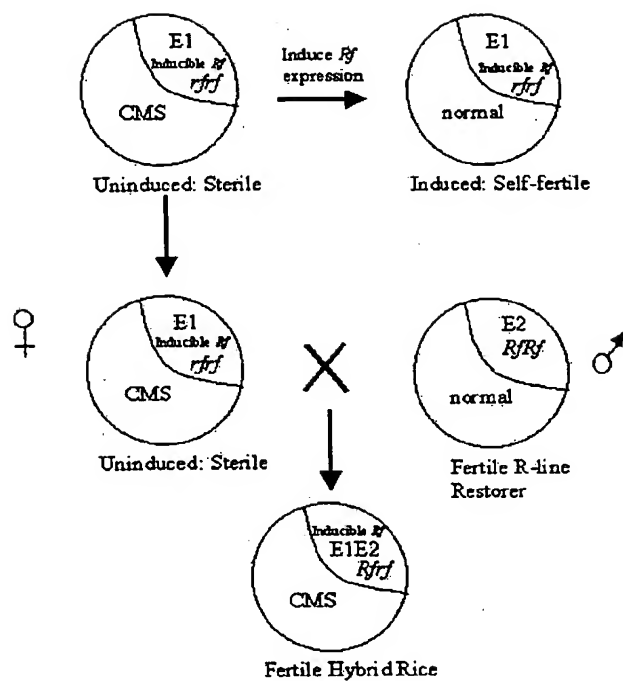 E1
Inducible Rf
rfrf
CMS
Uninduced: Sterile
Induce Rf
expression
E1
Inducible Rf
rfrf
normal
Induced: Self-fertile
♀
E1
Inducible Rf
rfrf
CMS
Uninduced: Sterile
X
E2
RfRf
normal
♂
Fertile R-line
Restorer
Inducible Rf
E1E2
Rfrf
CMS
Fertile Hybrid Rice